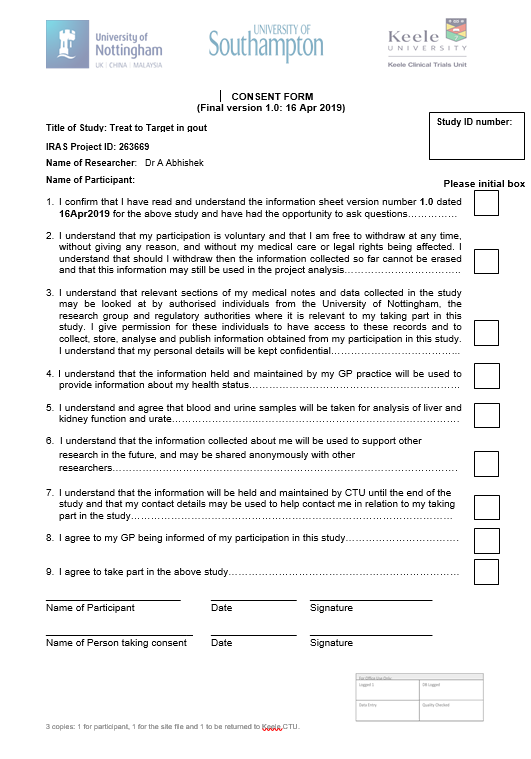 University of
Nottingham
UK | CHINA | MALAYSIA
UNIVERSITY OF
Southampton
Keele
UNIVERSITY
Keele Clinical Trials Unit
CONSENT FORM
(Final version 1.0: 16 Apr 2019)
Study ID number:
Title of Study: Treat to Target in gout
IRAS Project ID: 263669
Name of Researcher: Dr A Abhishek
Name of Participant:
Please initial box
1. I confirm that I have read and understand the information sheet version number 1.0 dated
16Apr2019 for the above study and have had the opportunity to ask questions……………
2. I understand that my participation is voluntary and that I am free to withdraw at any time,
without giving any reason, and without my medical care or legal rights being affected. I
understand that should I withdraw then the information collected so far cannot be erased
and that this information may still be used in the project analysis………………………………
3. I understand that relevant sections of my medical notes and data collected in the study
may be looked at by authorised individuals from the University of Nottingham, the
research group and regulatory authorities where it is relevant to my taking part in this
study. I give permission for these individuals to have access to these records and to
collect, store, analyse and publish information obtained from my participation in this study.
I understand that my personal details will be kept confidential…………………………………..
4. I understand that the information held and maintained by my GP practice will be used to
provide information about my health status…………………………………………………………
5. I understand and agree that blood and urine samples will be taken for analysis of liver and
kidney function and urate……………………………………………………………………………….
6. I understand that the information collected about me will be used to support other
research in the future, and may be shared anonymously with other
researchers……………………………………………………………………………………………….
7. I understand that the information will be held and maintained by CTU until the end of the
study and that my contact details may be used to help contact me in relation to my taking
part in the study…………………………………………………………………………………………
8. I agree to my GP being informed of my participation in this study………………………………
9. I agree to take part in the above study………………………………………………………………
Name of Participant Date Signature
Name of Person taking consent Date Signature
For Office Use Only
Logged 1 DB Logged
Data Entry Quality Checked
3 copies: 1 for participant, 1 for the site file and 1 to be returned to Keele CTU.